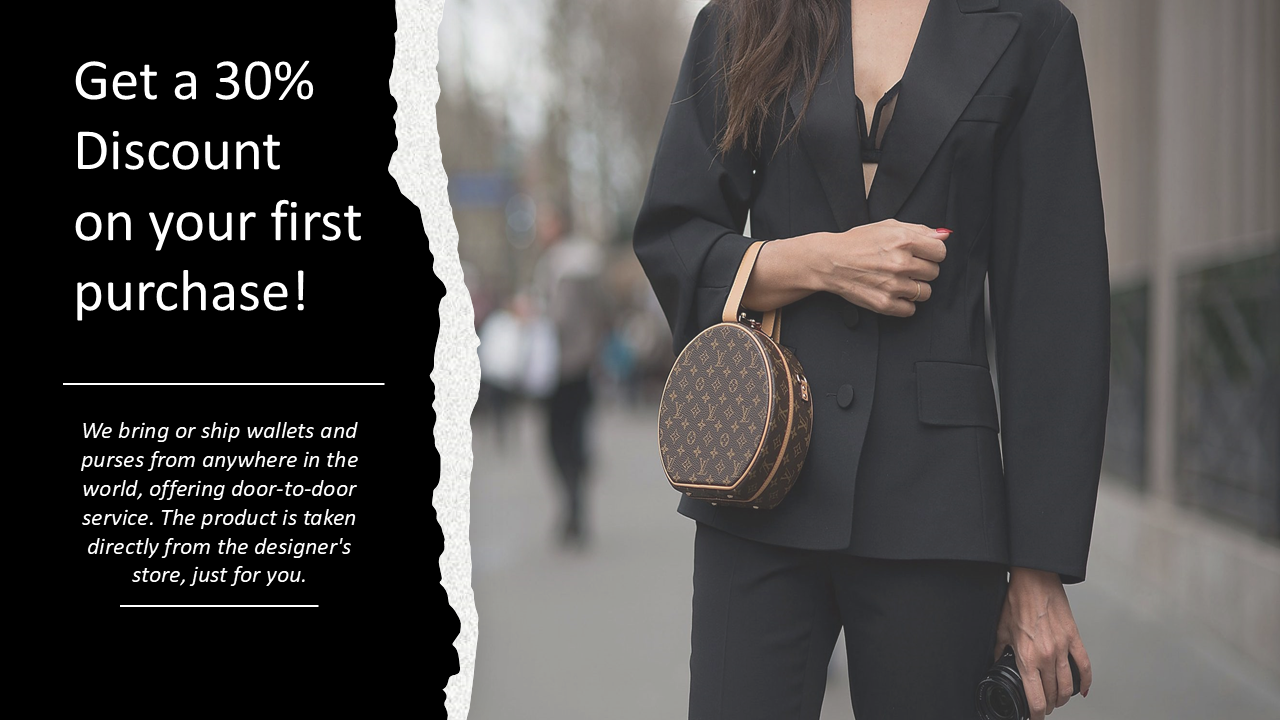 Get a 30%
Discount
on your first
purchase!
We bring or ship wallets and
purses from anywhere in the
world, offering door-to-door
service. The product is taken
directly from the designer's
store, just for you.